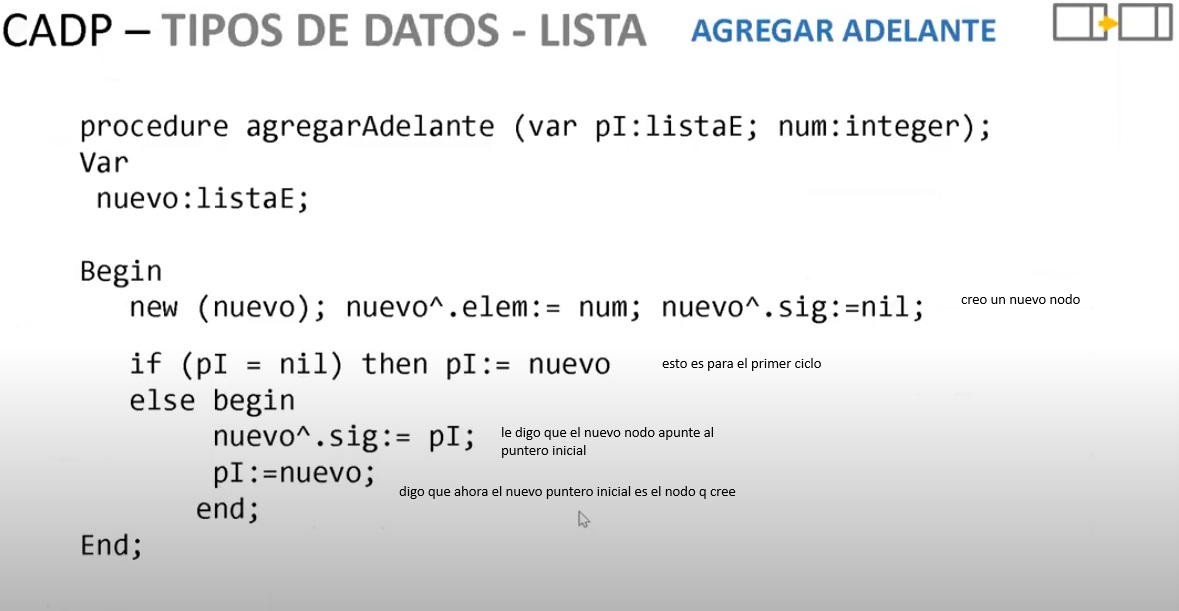 CADP – TIPOS DE DATOS - LISTA AGREGAR ADELANTE
procedure agregarAdelante (var pI:listaE; num:integer);
Var
nuevo:listaE;
Begin
new (nuevo); nuevo^.elem:= num; nuevo^.sig:=nil; creo un nuevo nodo
if (pI = nil) then pI:= nuevo esto es para el primer ciclo
else begin
nuevo^.sig:= pI; le digo que el nuevo nodo apunte al
puntero inicial
pI:=nuevo;
digo que ahora el nuevo puntero inicial es el nodo q cree
end;
End;